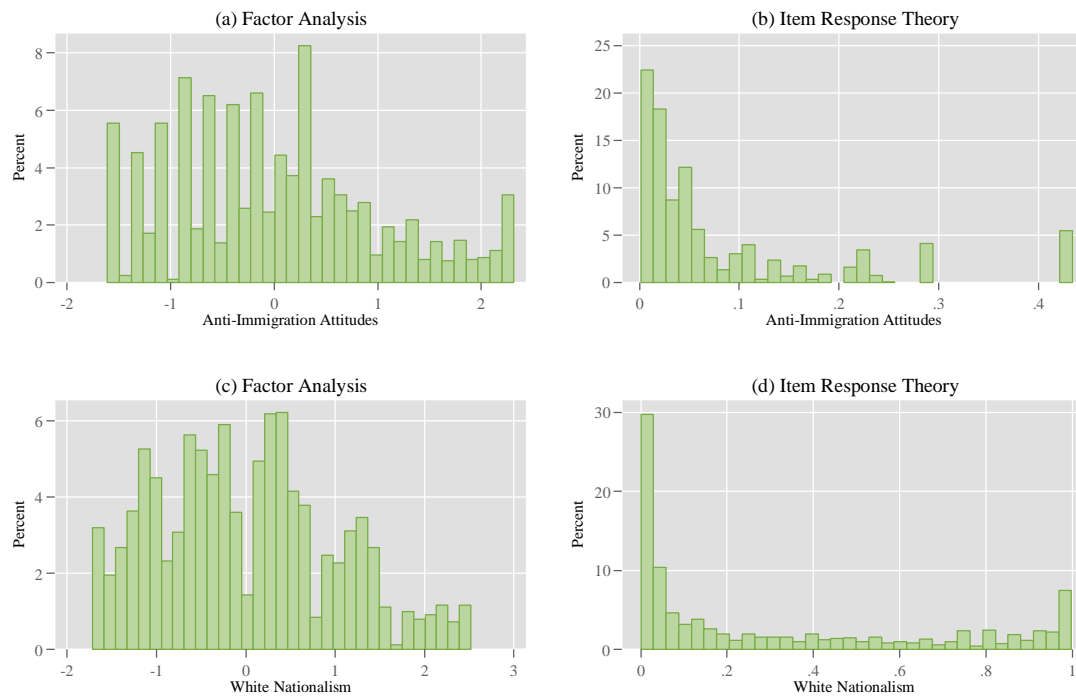 (a) Factor Analysis
8
6
4
2
0
Percent
-2 -1 0 1 2
Anti-Immigration Attitudes
(b) Item Response Theory
25
20
15
10
5
0
Percent
0 .1 .2 .3 .4
Anti-Immigration Attitudes
(c) Factor Analysis
6
4
2
0
Percent
-2 -1 0 1 2 3
White Nationalism
(d) Item Response Theory
30
20
10
0
Percent
0 .2 .4 .6 .8 1
White Nationalism